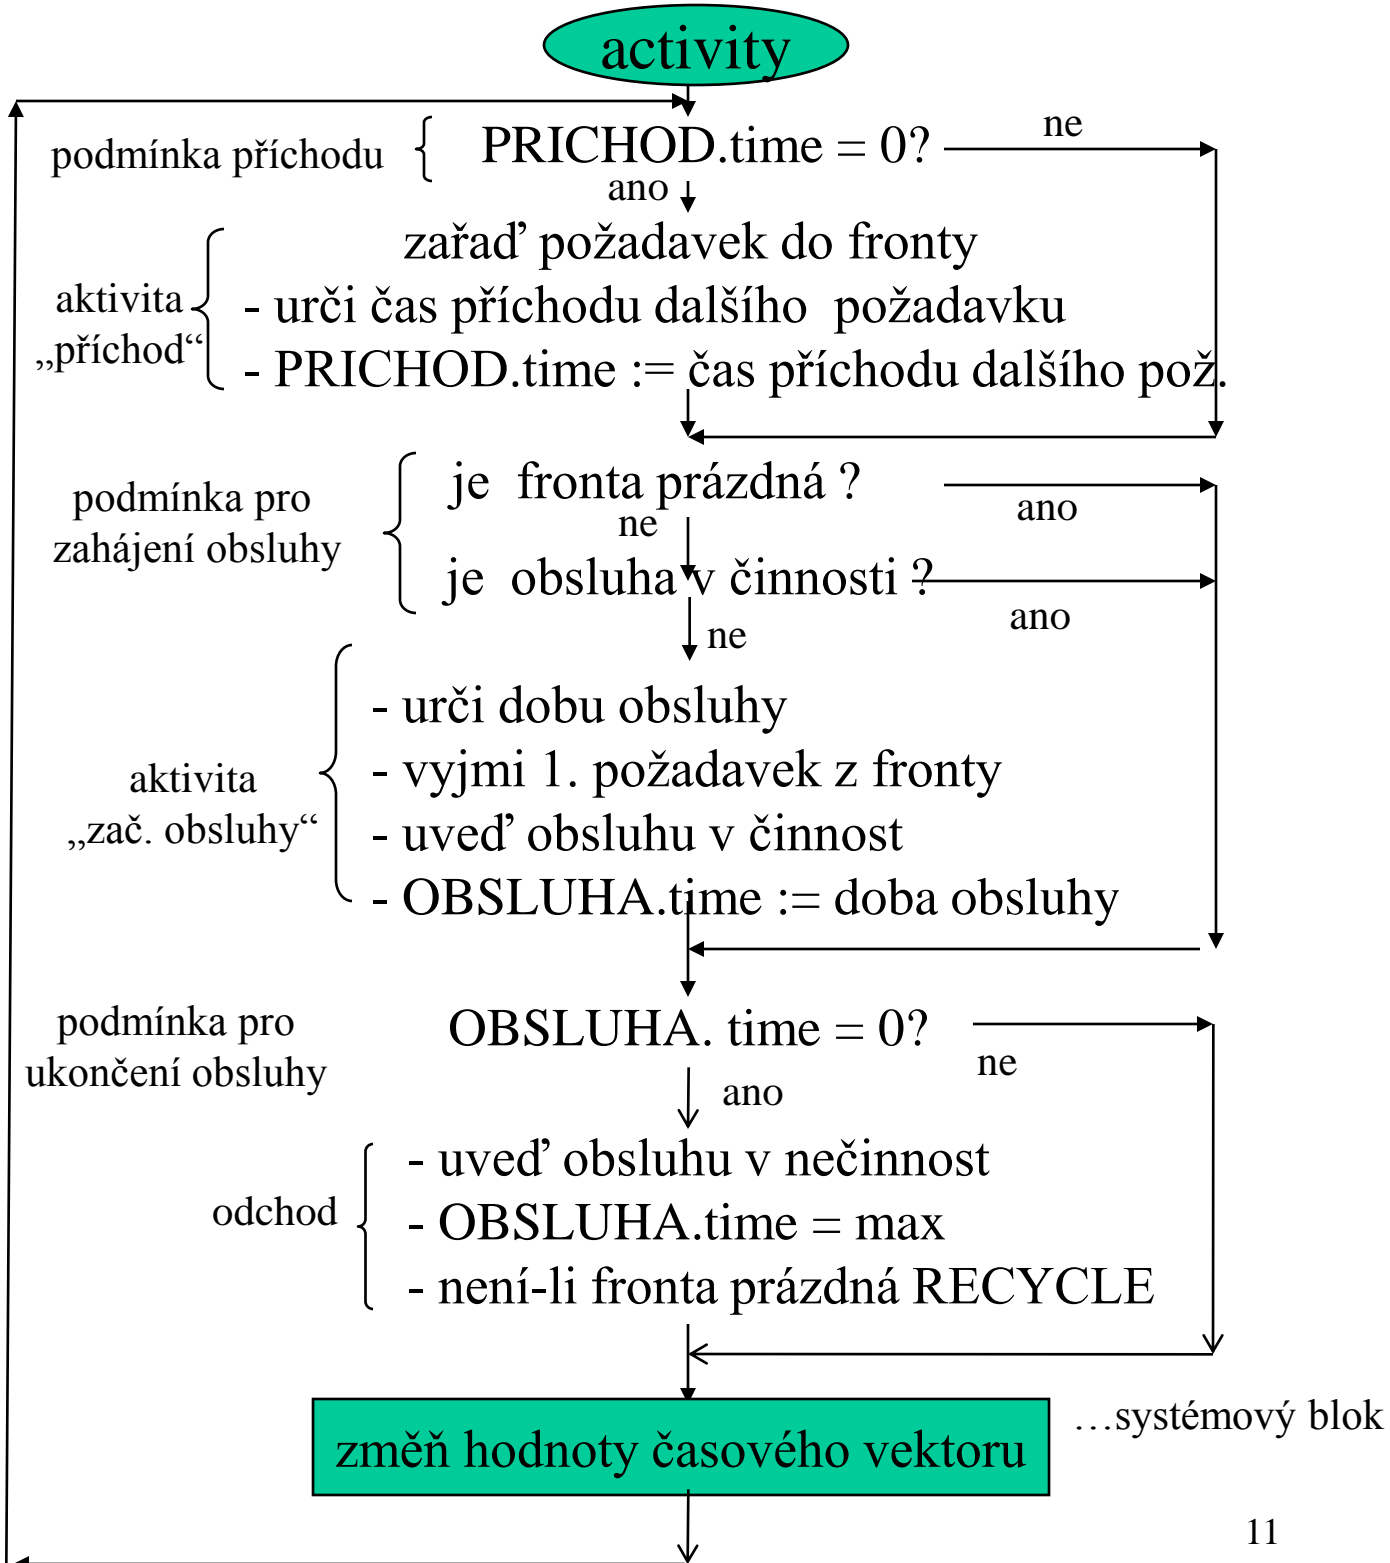 activity
podmínka příchodu
PRICHOD.time = 0?
ne
ano
aktivita
„příchod“
zařaď požadavek do fronty
- urči čas příchodu dalšího požadavku
- PRICHOD.time := čas příchodu dalšího pož.
podmínka pro
zahájení obsluhy
je fronta prázdná ?
ano
ne
je obsluha v činnosti ?
ano
ne
aktivita
„zač. obsluhy“
- urči dobu obsluhy
- vyjmi 1. požadavek z fronty
- uveď obsluhu v činnost
- OBSLUHA.time := doba obsluhy
podmínka pro
ukončení obsluhy
OBSLUHA. time = 0?
ne
ano
odchod
- uveď obsluhu v nečinnost
- OBSLUHA.time = max
- není-li fronta prázdná RECYCLE
změň hodnoty časového vektoru
…systémový blok
11